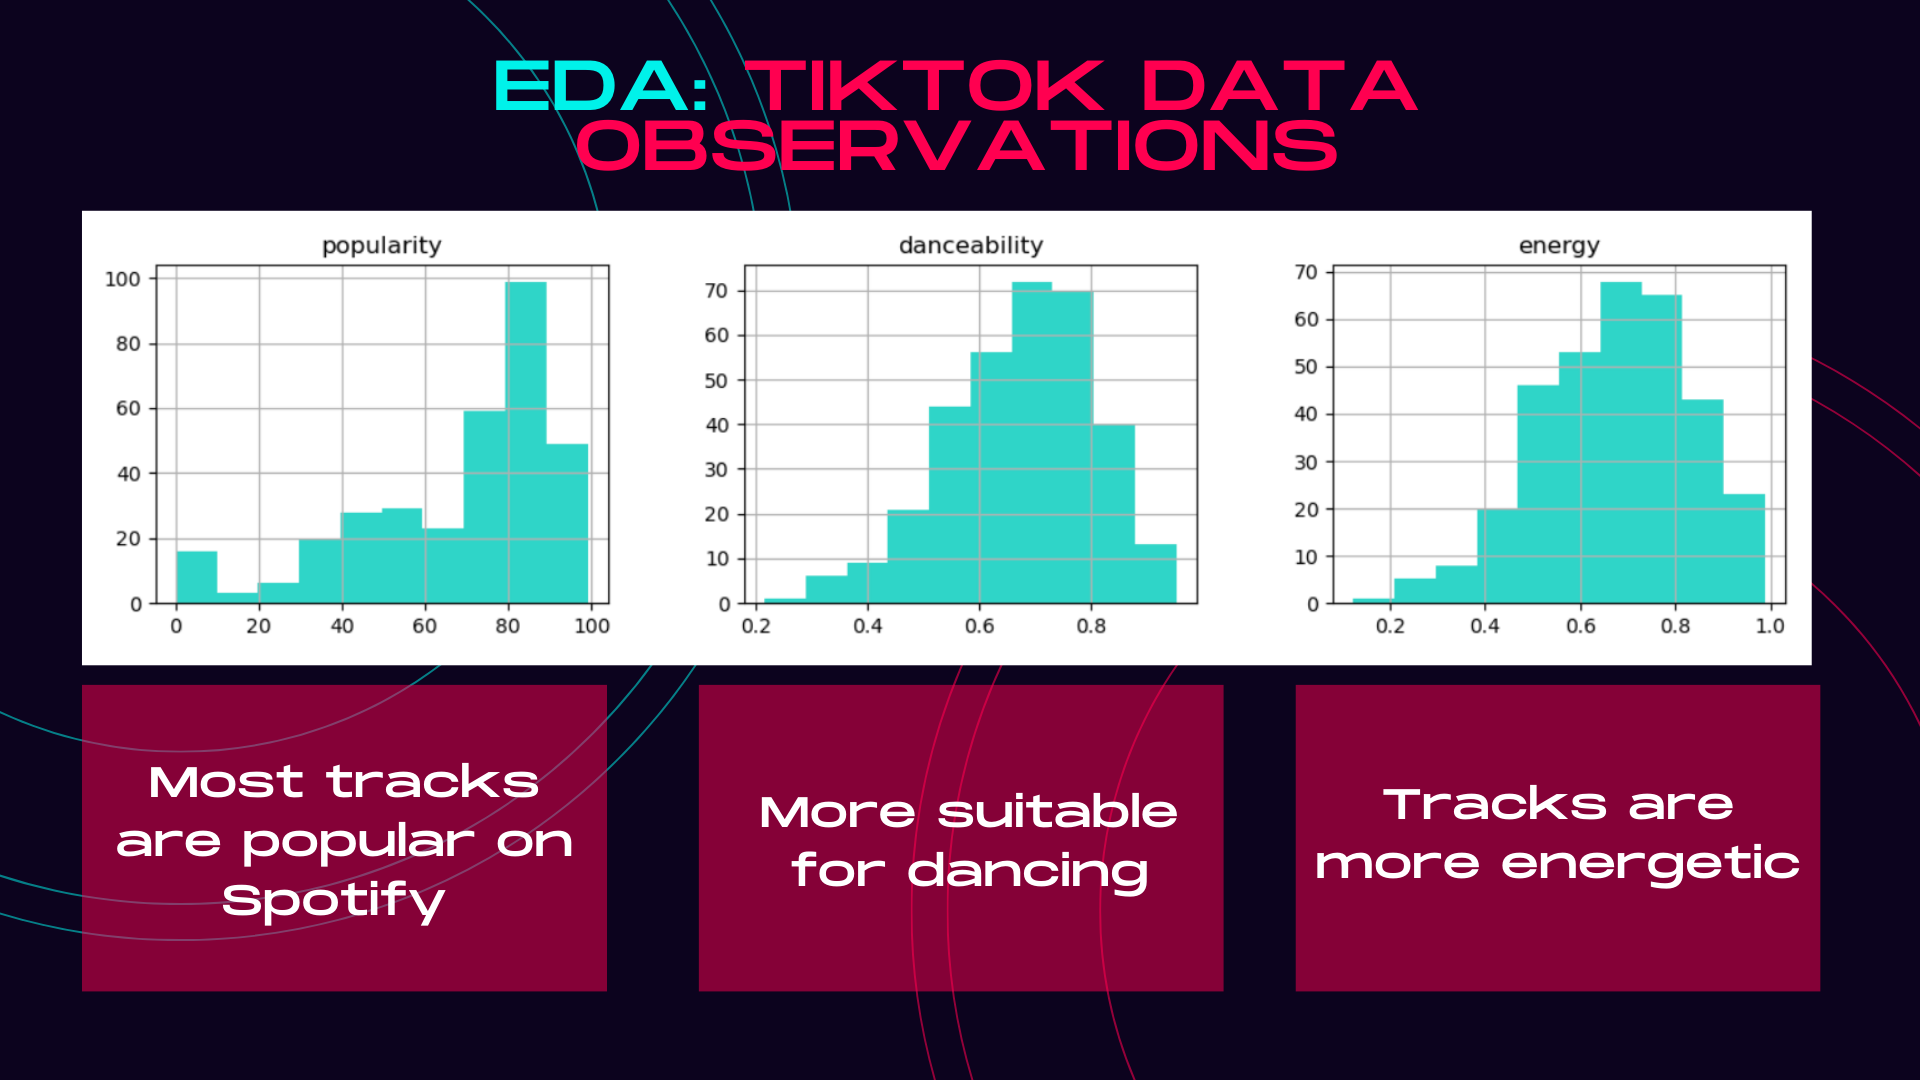 EDA: TIKTOK DATA
OBSERVATIONS
popularity
100
80
60
40
20
0
0 20 40 60 80 100
danceability
70
60
50
40
30
20
10
0
0.2 0.4 0.6 0.8
energy
70
60
50
40
30
20
10
0
0.2 0.4 0.6 0.8 1.0
Most tracks
are popular on
Spotify
More suitable
for dancing
Tracks are
more energetic